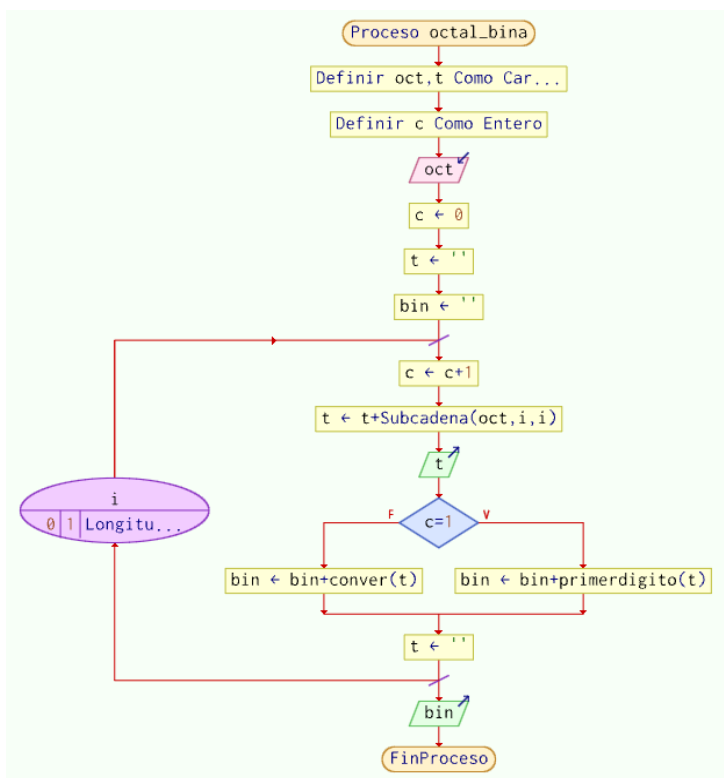 Proceso octal_bina
Definir oct,t Como Car...
Definir c Como Entero
oct
c ← 0
t ← ''
bin ← ''
c ← c+1
t ← t+Subcadena(oct,i,i)
t
i
0 1 Longitu...
F c=1 V
bin ← bin+conver(t)
bin ← bin+primerdigito(t)
t ← ''
bin
FinProceso